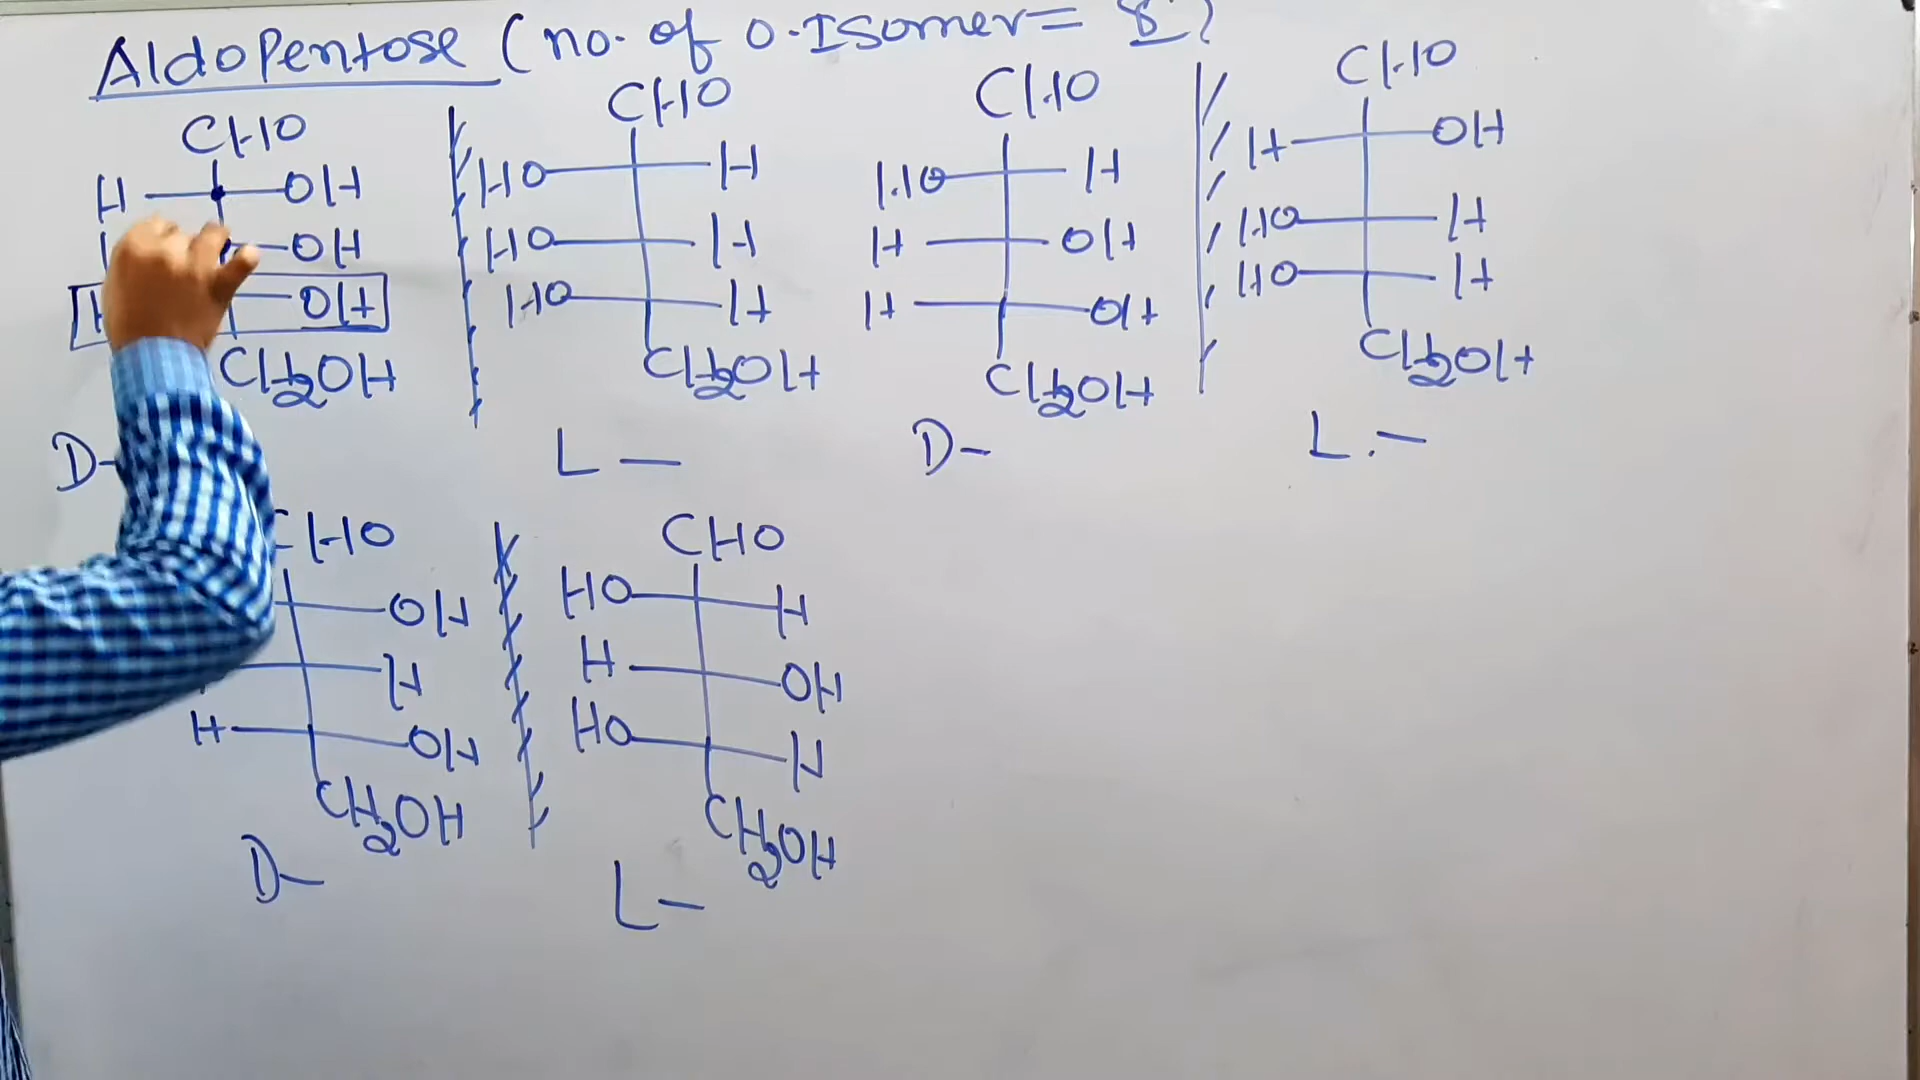 AldoPentose (no. of o.Isomer= 8)
CHO CHO CHO CHO
H OH HO H HO H H OH
OH HO H H OH HO H
OH HO H H OH HO H
CH2OH CH2OH CH2OH CH2OH
D- L — D- L.—
CHO CHO
OH HO H
H H OH
H OH HO H
CH2OH CH2OH
D- L-